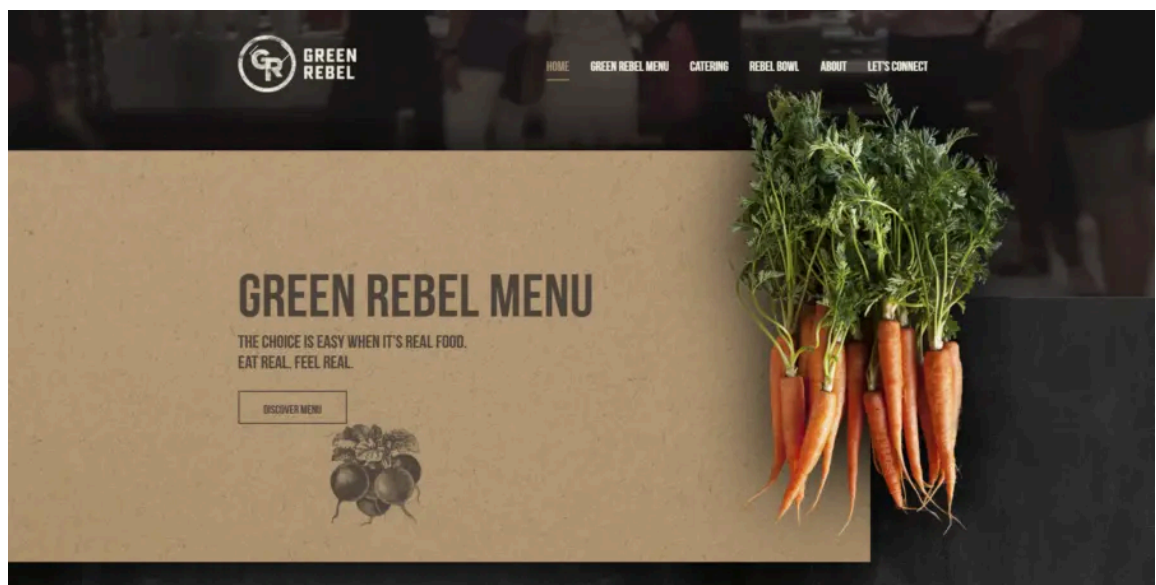 GR
GREEN
REBEL
HOME GREEN REBEL MENU CATERING REBEL BOWL ABOUT LET'S CONNECT
GREEN REBEL MENU
THE CHOICE IS EASY WHEN IT'S REAL FOOD.
EAT REAL. FEEL REAL.
DISCOVER MENU